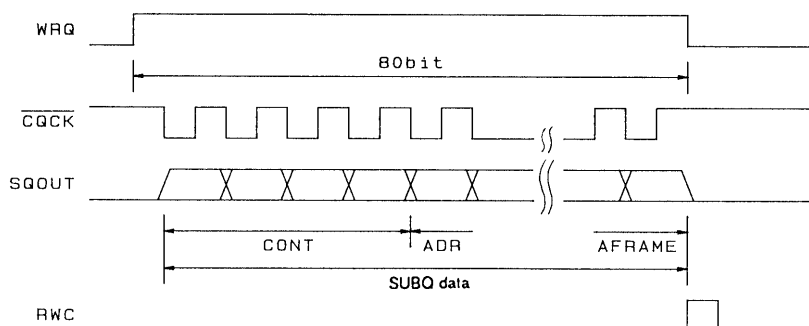 WRQ
80bit
CQCK
SQOUT
CONT
ADR
AFRAME
SUBQ data
RWC